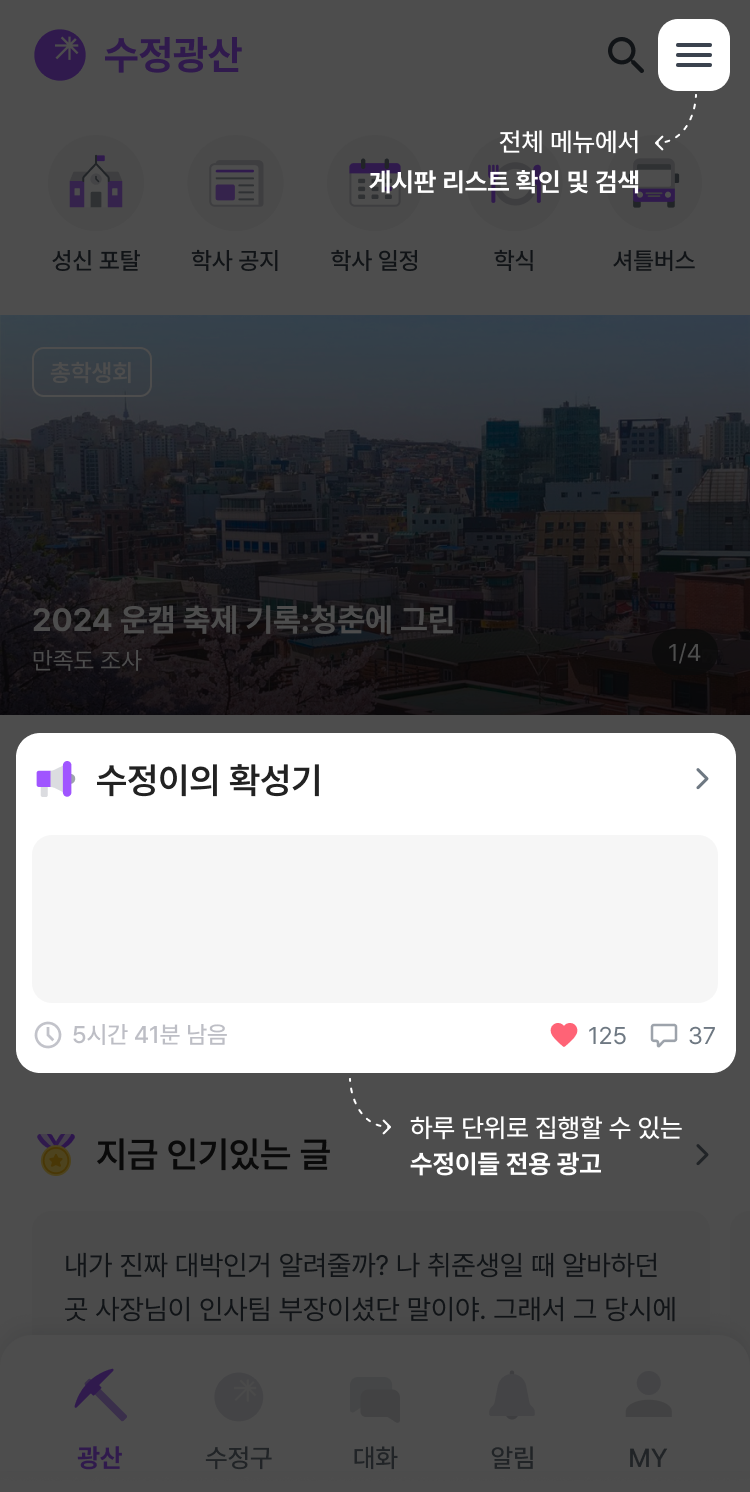 수정광산
전체 메뉴에서
게시판 리스트 확인 및 검색
성신 포탈
학사 공지
학사 일정
학식
셔틀버스
총학생회
2024 운캠 축제 기록:청춘에 그린
만족도 조사
1/4
수정이의 확성기
5시간 41분 남음
125
37
하루 단위로 집행할 수 있는
수정이들 전용 광고
지금 인기있는 글
내가 진짜 대박인거 알려줄까? 나 취준생일 때 알바하던
곳 사장님이 인사팀 부장이셨단 말이야. 그래서 그 당시에
광산
수정구
대화
알림
MY